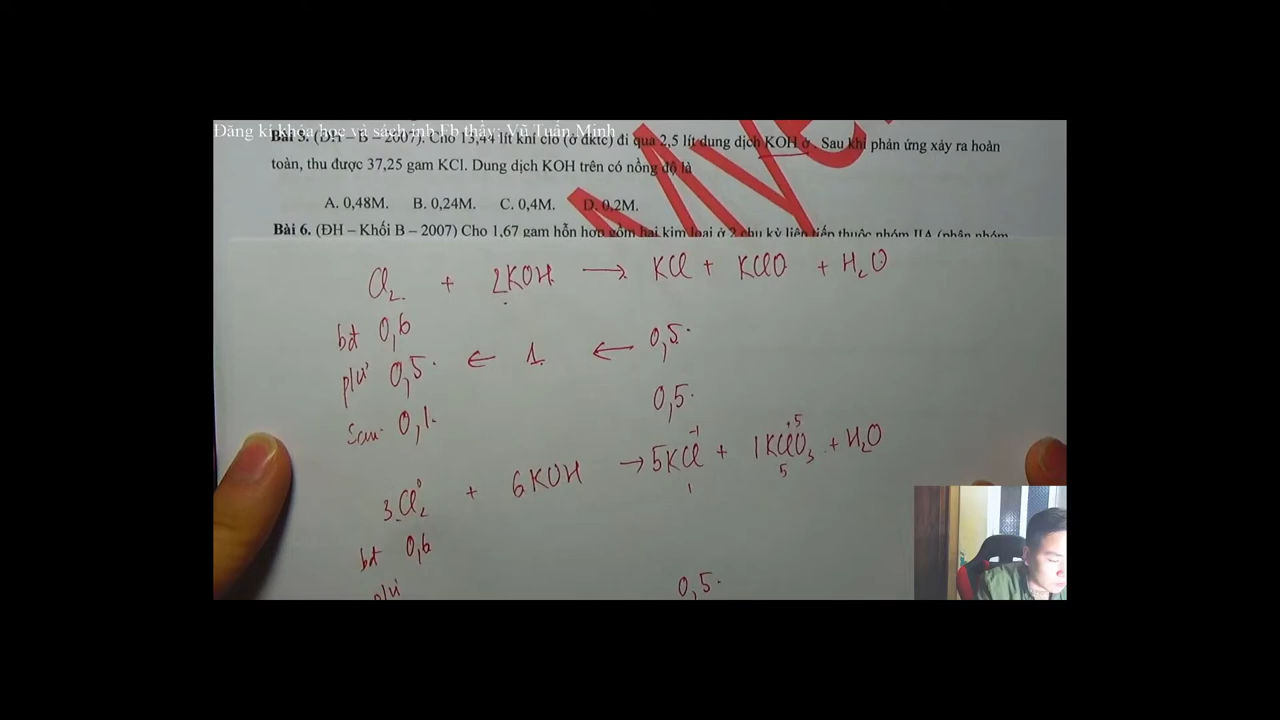 Đăng kí khóa học và sách inb Fb thầy : Vũ Tuấn Minh
Bài 5. (ĐH – B – 2007). Cho 13,44 lít khí clo (ở đktc) đi qua 2,5 lít dung dịch KOH ở . Sau khi phản ứng xảy ra hoàn
toàn, thu được 37,25 gam KCl. Dung dịch KOH trên có nồng độ là
A. 0,48M. B. 0,24M. C. 0,4M. D. 0,2M.
Bài 6. (ĐH – Khối B – 2007) Cho 1,67 gam hỗn hợp gồm hai kim loại ở 2 chu kỳ liên tiếp thuộc nhóm IIA (phân nhóm
Cl₂ + 2KOH → KCl + KClO + H₂O
bđ 0,6
pư 0,5 ← 1 ← 0,5
Sau 0,1 0,5
-1 +5
3Cl₂⁰ + 6KOH → 5KCl + 1KClO₃ + H₂O
1 5
bđ 0,6
pư 0,5